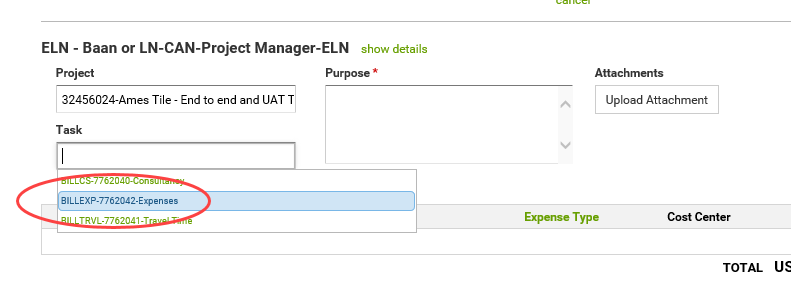 cancel
ELN - Baan or LN-CAN-Project Manager-ELN show details
Project
Purpose *
Attachments
32456024-Ames Tile - End to end and UAT T
Upload Attachment
Task
BILLCS-7762040-Consultancy
BILLEXP-7762042-Expenses
BILLTRVL-7762041-Travel Time
Expense Type
Cost Center
TOTAL US